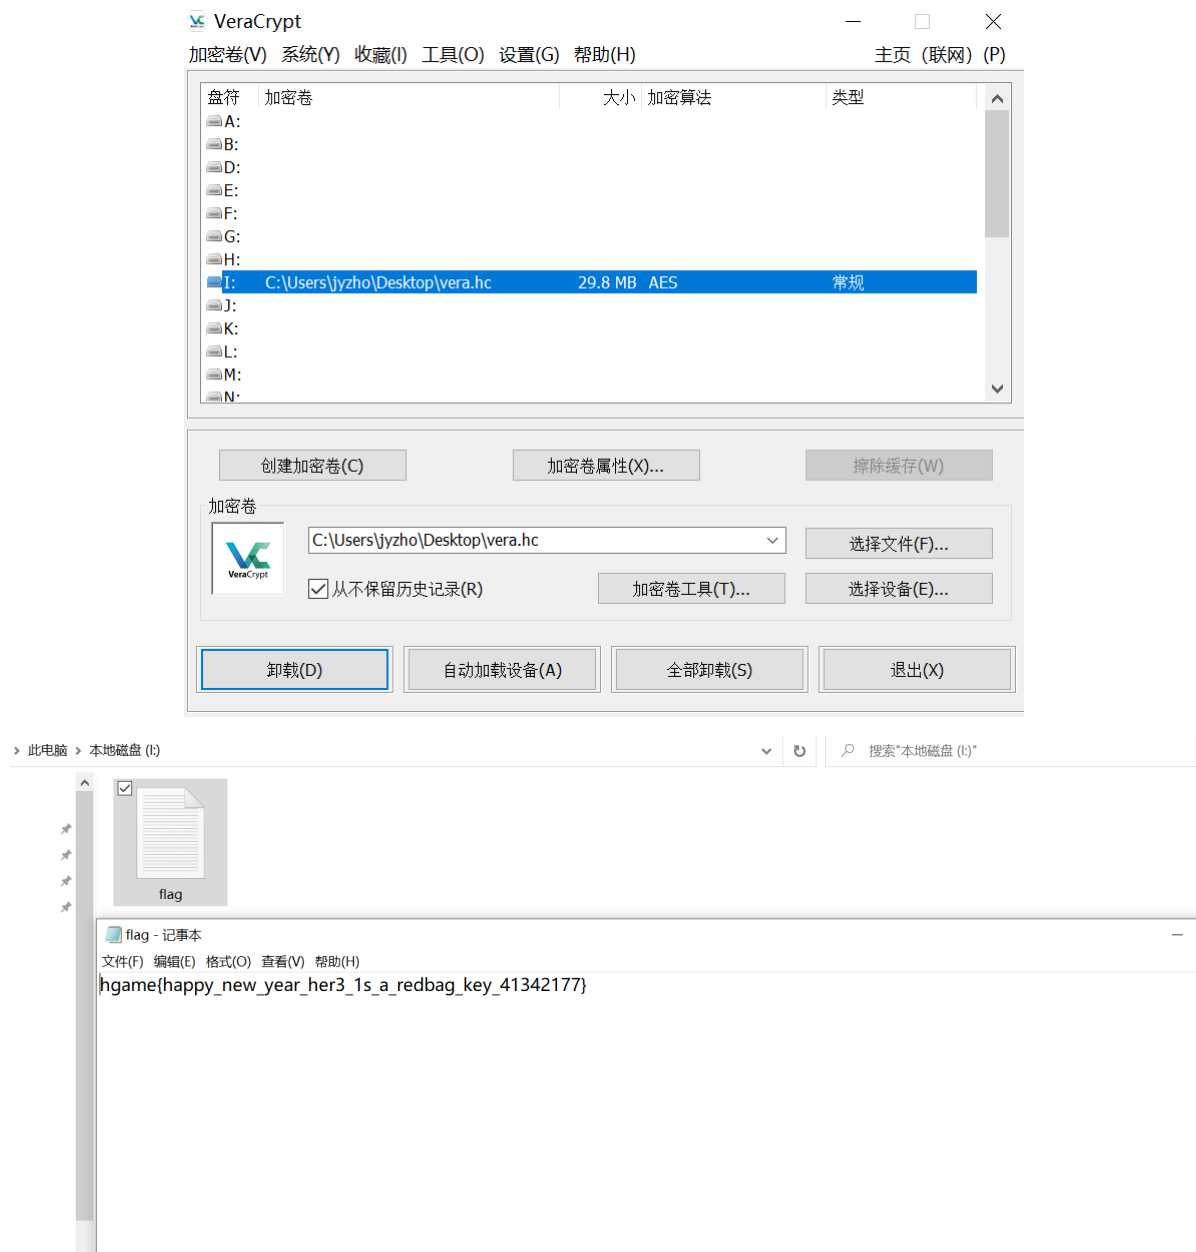 VeraCrypt
加密卷(V) 系统(Y) 收藏(I) 工具(O) 设置(G) 帮助(H) 主页（联网）(P)
盘符 加密卷 大小 加密算法 类型
A:
B:
D:
E:
F:
G:
H:
I: C:\Users\jyzho\Desktop\vera.hc 29.8 MB AES 常规
J:
K:
L:
M:
N:
创建加密卷(C) 加密卷属性(X)... 擦除缓存(W)
加密卷
VeraCrypt
C:\Users\jyzho\Desktop\vera.hc 选择文件(F)...
从不保留历史记录(R) 加密卷工具(T)... 选择设备(E)...
卸载(D) 自动加载设备(A) 全部卸载(S) 退出(X)
此电脑 本地磁盘 (I:) 搜索"本地磁盘 (I:)"
flag
flag - 记事本
文件(F) 编辑(E) 格式(O) 查看(V) 帮助(H)
hgame{happy_new_year_her3_1s_a_redbag_key_41342177}